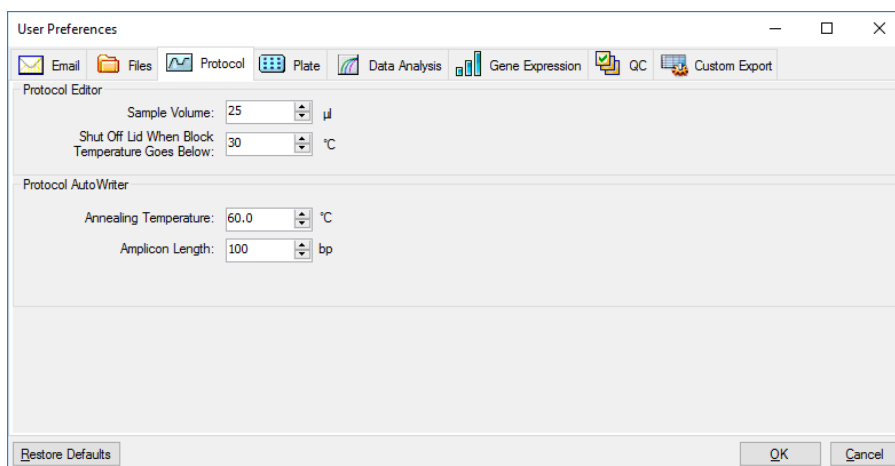 User Preferences
Email Files Protocol Plate Data Analysis Gene Expression QC Custom Export
Protocol Editor
Sample Volume: 25 µl
Shut Off Lid When Block
Temperature Goes Below: 30 °C
Protocol AutoWriter
Annealing Temperature: 60.0 °C
Amplicon Length: 100 bp
Restore Defaults OK Cancel